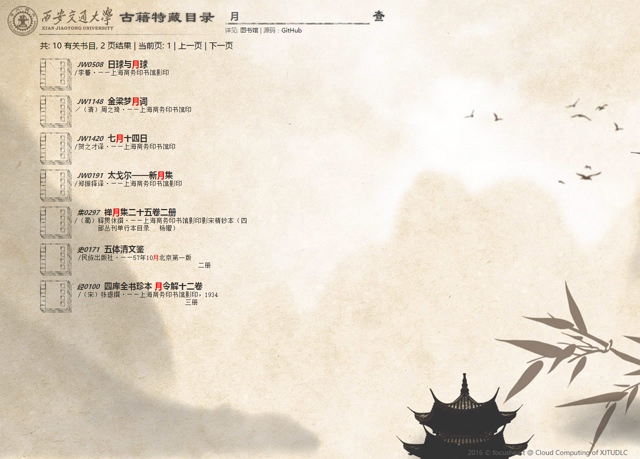 西安交通大学
XI'AN JIAOTONG UNIVERSITY
古籍特藏目录
月
查
详见: 图书馆 | 源码: GitHub
共: 10 有关书目, 2 页结果 | 当前页: 1 | 上一页 | 下一页
JW0508 日球与月球
/李蕃·－－上海商务印书馆影印
JW1148 金梁梦月词
/（清）周之琦·－－上海商务印书馆印
JW1420 七月十四日
/贺之才译·－－上海商务印书馆印
JW0191 太戈尔——新月集
/郑振铎译·－－上海商务印书馆影印
集0297 禅月集二十五卷二册
/（蜀）释贯休撰·－－上海商务印书馆影印影宋精钞本（四
部丛刊单行本目录 杨耀）
史0171 五体清文鉴
/民族出版社·－－57年10月北京第一版
二册
经0100 四库全书珍本 月令解十二卷
/（宋）张虙撰·－－上海商务印书馆影印，1934
三册
@ Cloud Computing of XJTUDLC